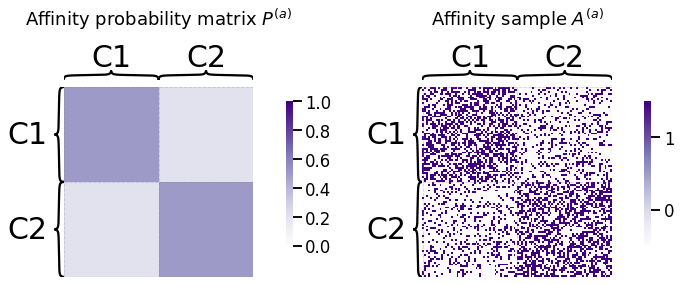 Affinity probability matrix P^(a)
C1 C2
C1
C2
1.0
0.8
0.6
0.4
0.2
0.0
Affinity sample A^(a)
C1 C2
C1
C2
1
0